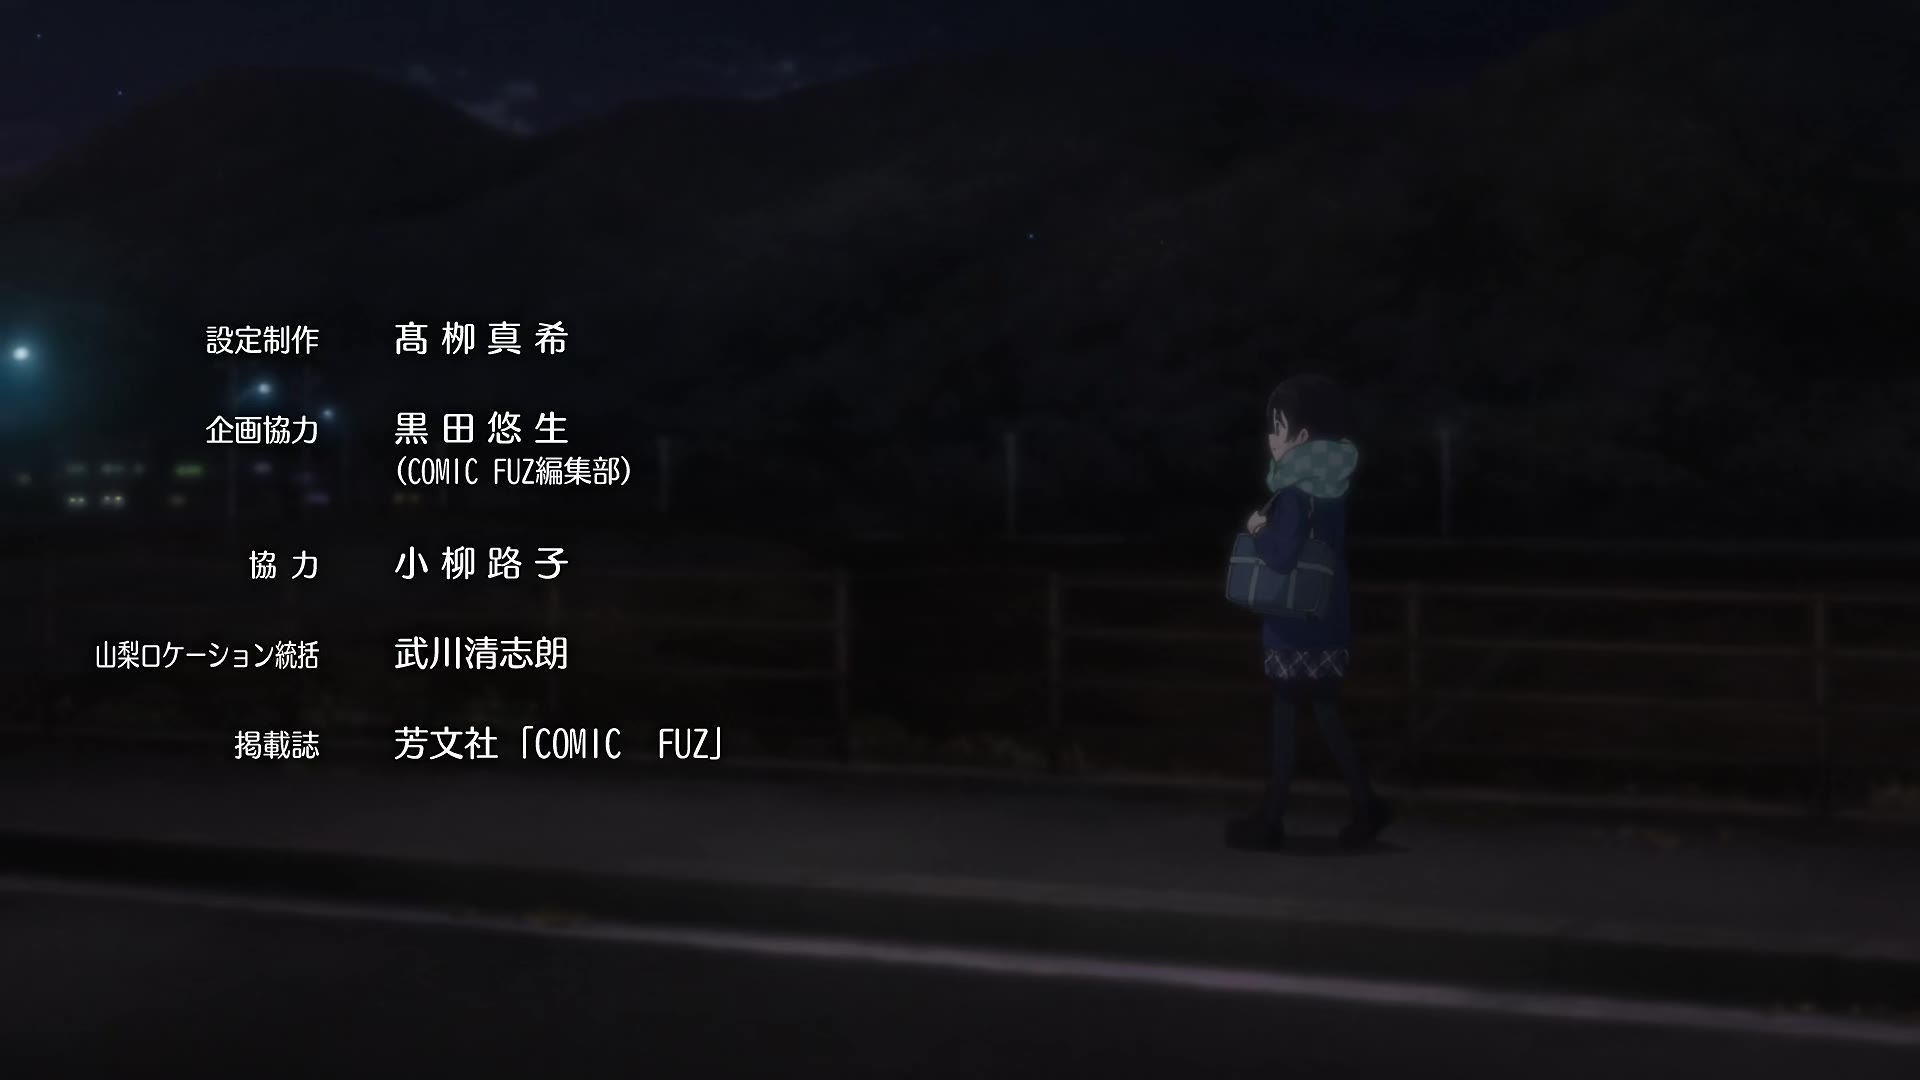 設定制作 髙栁真希
企画協力 黒田悠生
(COMIC FUZ編集部)
協力 小柳路子
山梨ロケーション統括 武川清志朗
掲載誌 芳文社「COMIC FUZ」